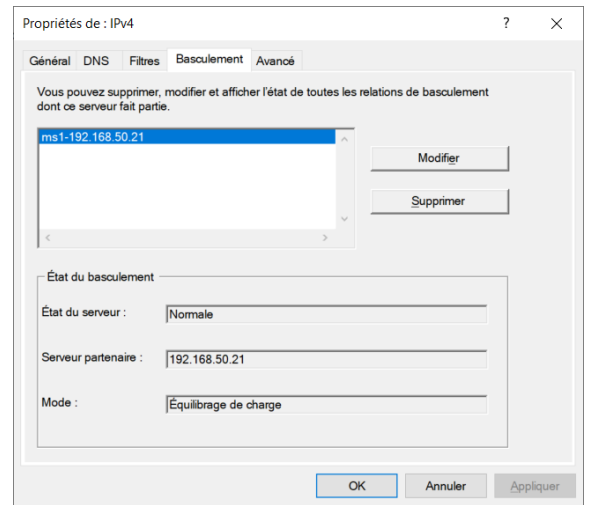 Propriétés de : IPv4
?
Général DNS Filtres Basculement Avancé
Vous pouvez supprimer, modifier et afficher l'état de toutes les relations de basculement
dont ce serveur fait partie.
ms1-192.168.50.21
Modifier
Supprimer
État du basculement
État du serveur : Normale
Serveur partenaire : 192.168.50.21
Mode : Équilibrage de charge
OK Annuler Appliquer